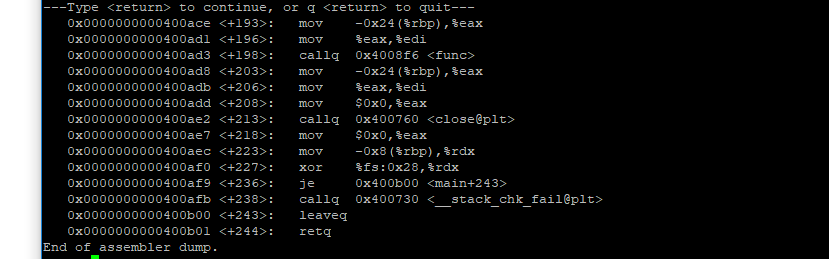 ---Type <return> to continue, or q <return> to quit---
0x0000000000400ace <+193>: mov -0x24(%rbp),%eax
0x0000000000400ad1 <+196>: mov %eax,%edi
0x0000000000400ad3 <+198>: callq 0x4008f6 <func>
0x0000000000400ad8 <+203>: mov -0x24(%rbp),%eax
0x0000000000400adb <+206>: mov %eax,%edi
0x0000000000400add <+208>: mov $0x0,%eax
0x0000000000400ae2 <+213>: callq 0x400760 <close@plt>
0x0000000000400ae7 <+218>: mov $0x0,%eax
0x0000000000400aec <+223>: mov -0x8(%rbp),%rdx
0x0000000000400af0 <+227>: xor %fs:0x28,%rdx
0x0000000000400af9 <+236>: je 0x400b00 <main+243>
0x0000000000400afb <+238>: callq 0x400730 <__stack_chk_fail@plt>
0x0000000000400b00 <+243>: leaveq
0x0000000000400b01 <+244>: retq
End of assembler dump.